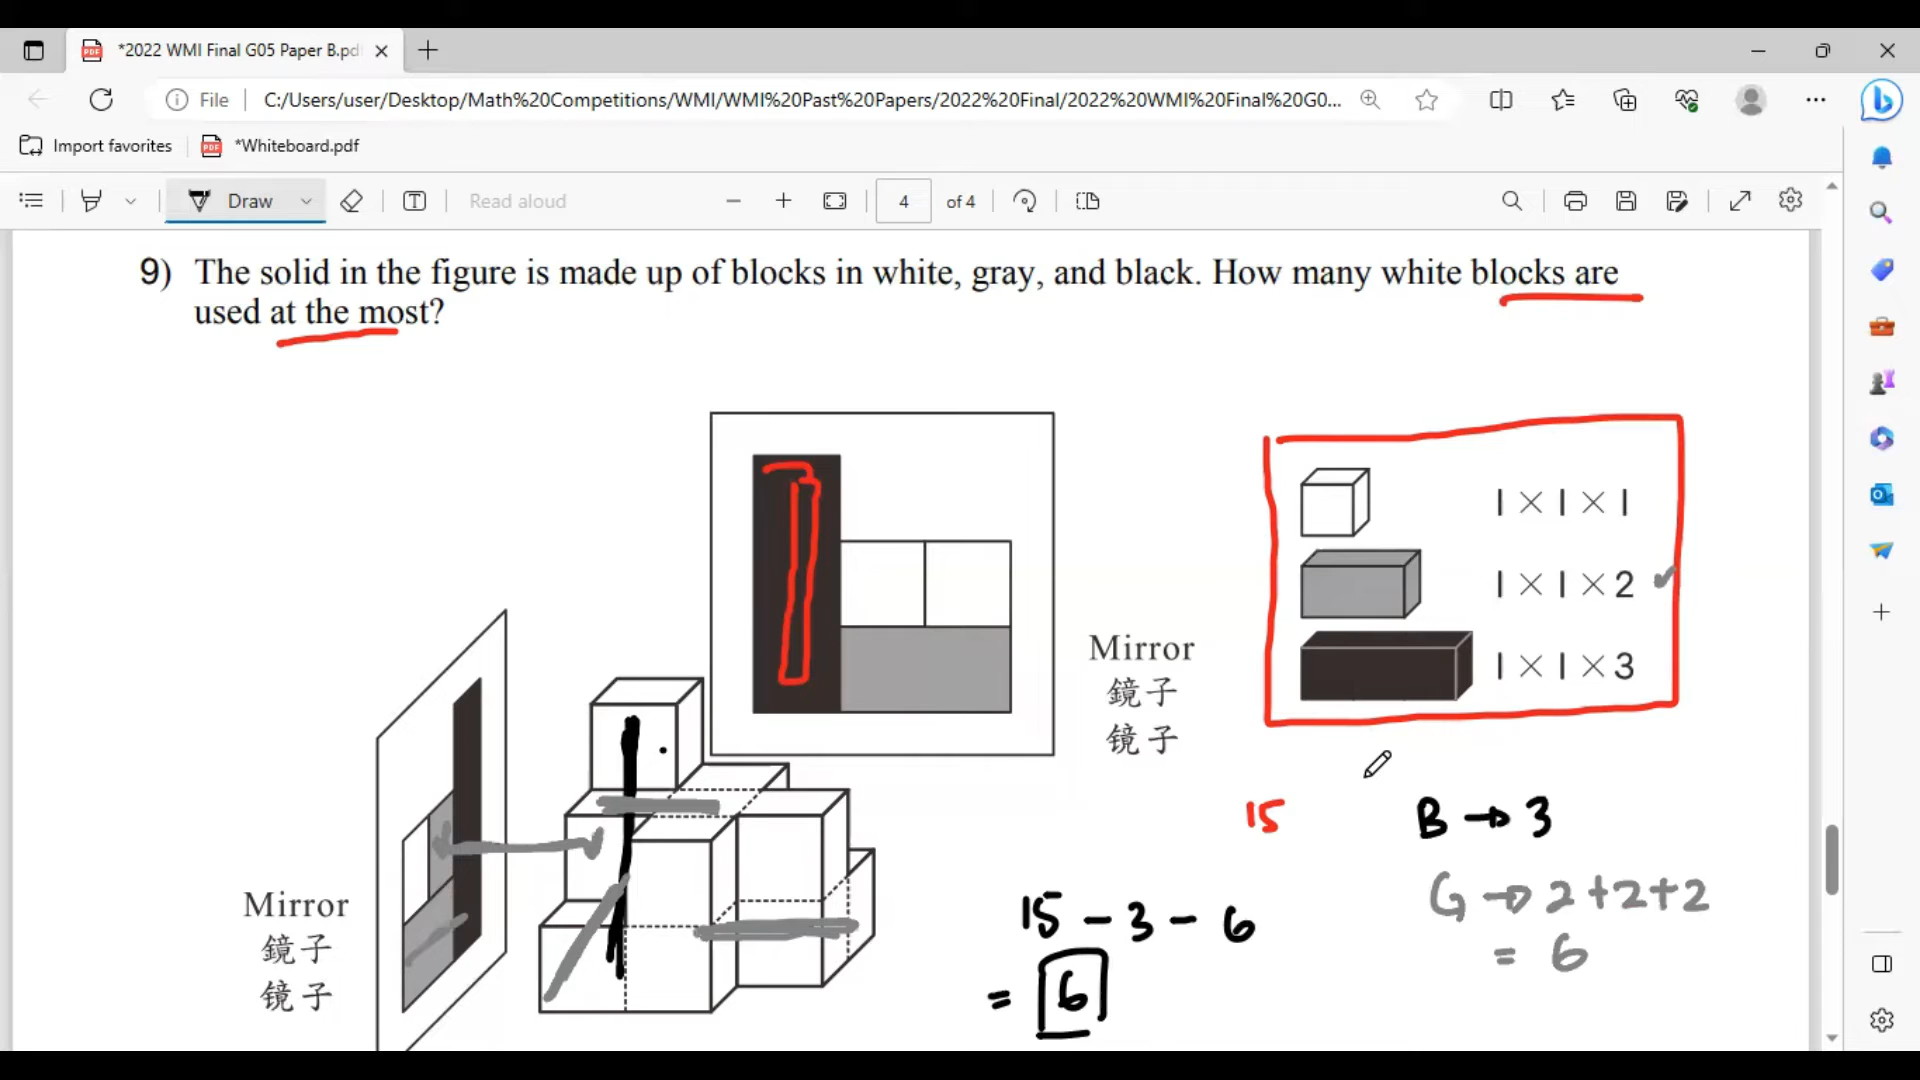 *2022 WMI Final G05 Paper B.pdf
File
C:/Users/user/Desktop/Math%20Competitions/WMI/WMI%20Past%20Papers/2022%20Final/2022%20WMI%20Final%20G0...
Import favorites
*Whiteboard.pdf
Draw
Read aloud
4 of 4
9) The solid in the figure is made up of blocks in white, gray, and black. How many white blocks are
used at the most?
1 × 1 × 1
1 × 1 × 2
1 × 1 × 3
Mirror
鏡子
镜子
Mirror
鏡子
镜子
15
B → 3
G → 2+2+2
= 6
15 - 3 - 6
= 6